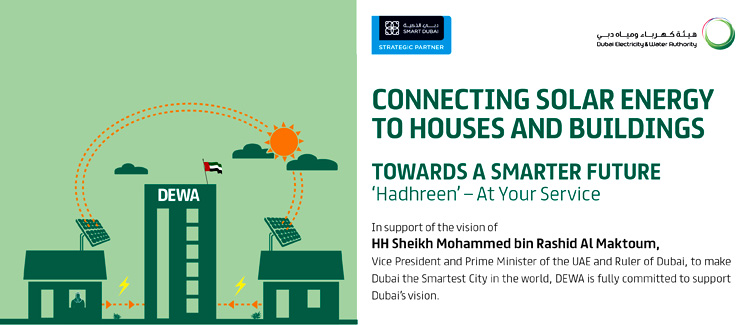 دبي الذكية
SMART DUBAI
STRATEGIC PARTNER
هيئة كهرباء ومياه دبي
Dubai Electricity & Water Authority
CONNECTING SOLAR ENERGY
TO HOUSES AND BUILDINGS
TOWARDS A SMARTER FUTURE
‘Hadhreen’ – At Your Service
In support of the vision of
HH Sheikh Mohammed bin Rashid Al Maktoum,
Vice President and Prime Minister of the UAE and Ruler of Dubai, to make
Dubai the Smartest City in the world, DEWA is fully committed to support
Dubai’s vision.
DEWA